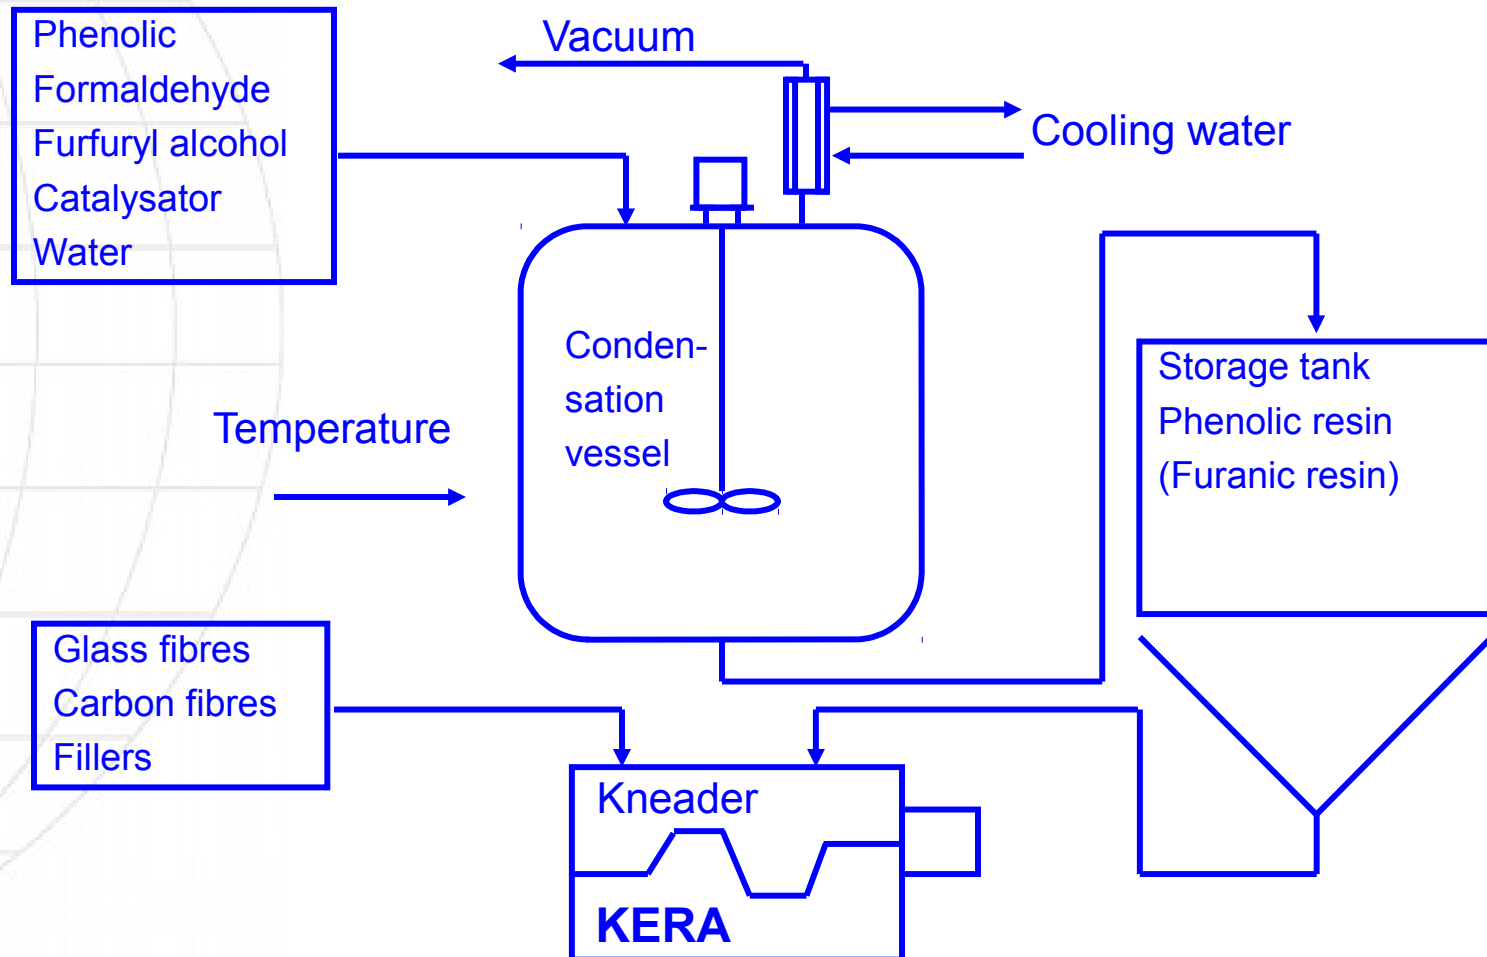 Phenolic
Formaldehyde
Furfuryl alcohol
Catalysator
Water
Vacuum
Cooling water
Conden-
sation
vessel
Temperature
Storage tank
Phenolic resin
(Furanic resin)
Glass fibres
Carbon fibres
Fillers
Kneader
KERA